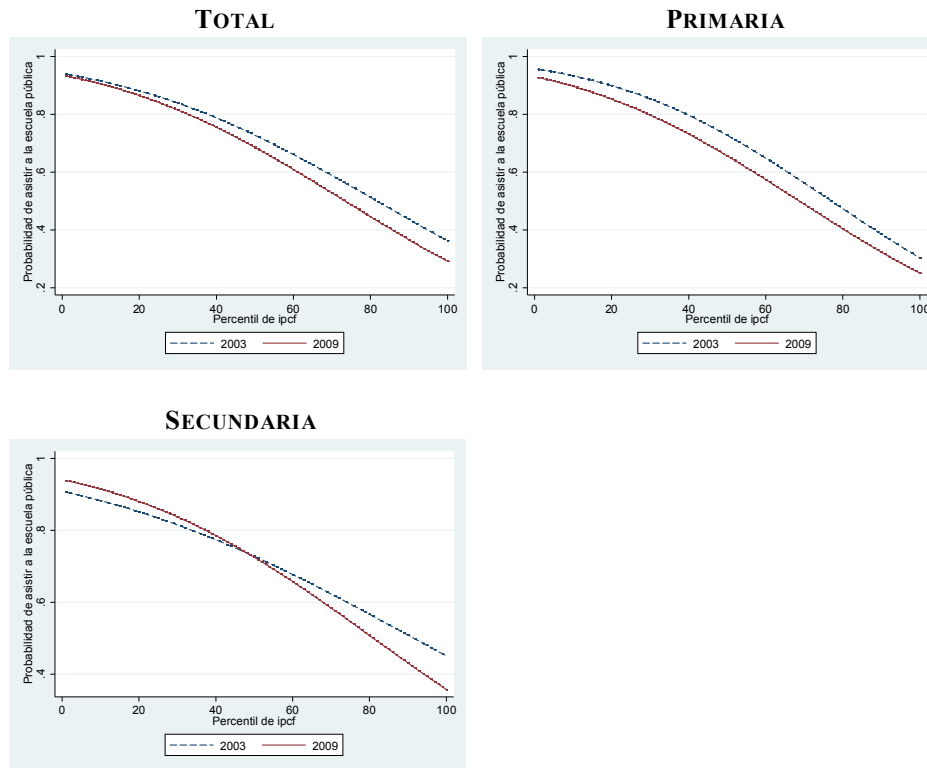 TOTAL
Probabilidad de asistir a la escuela pública
1
.8
.6
.4
.2
0 20 40 60 80 100
Percentil de ipcf
2003 2009
PRIMARIA
Probabilidad de asistir a la escuela pública
1
.8
.6
.4
.2
0 20 40 60 80 100
Percentil de ipcf
2003 2009
SECUNDARIA
Probabilidad de asistir a la escuela pública
1
.8
.6
.4
0 20 40 60 80 100
Percentil de ipcf
2003 2009